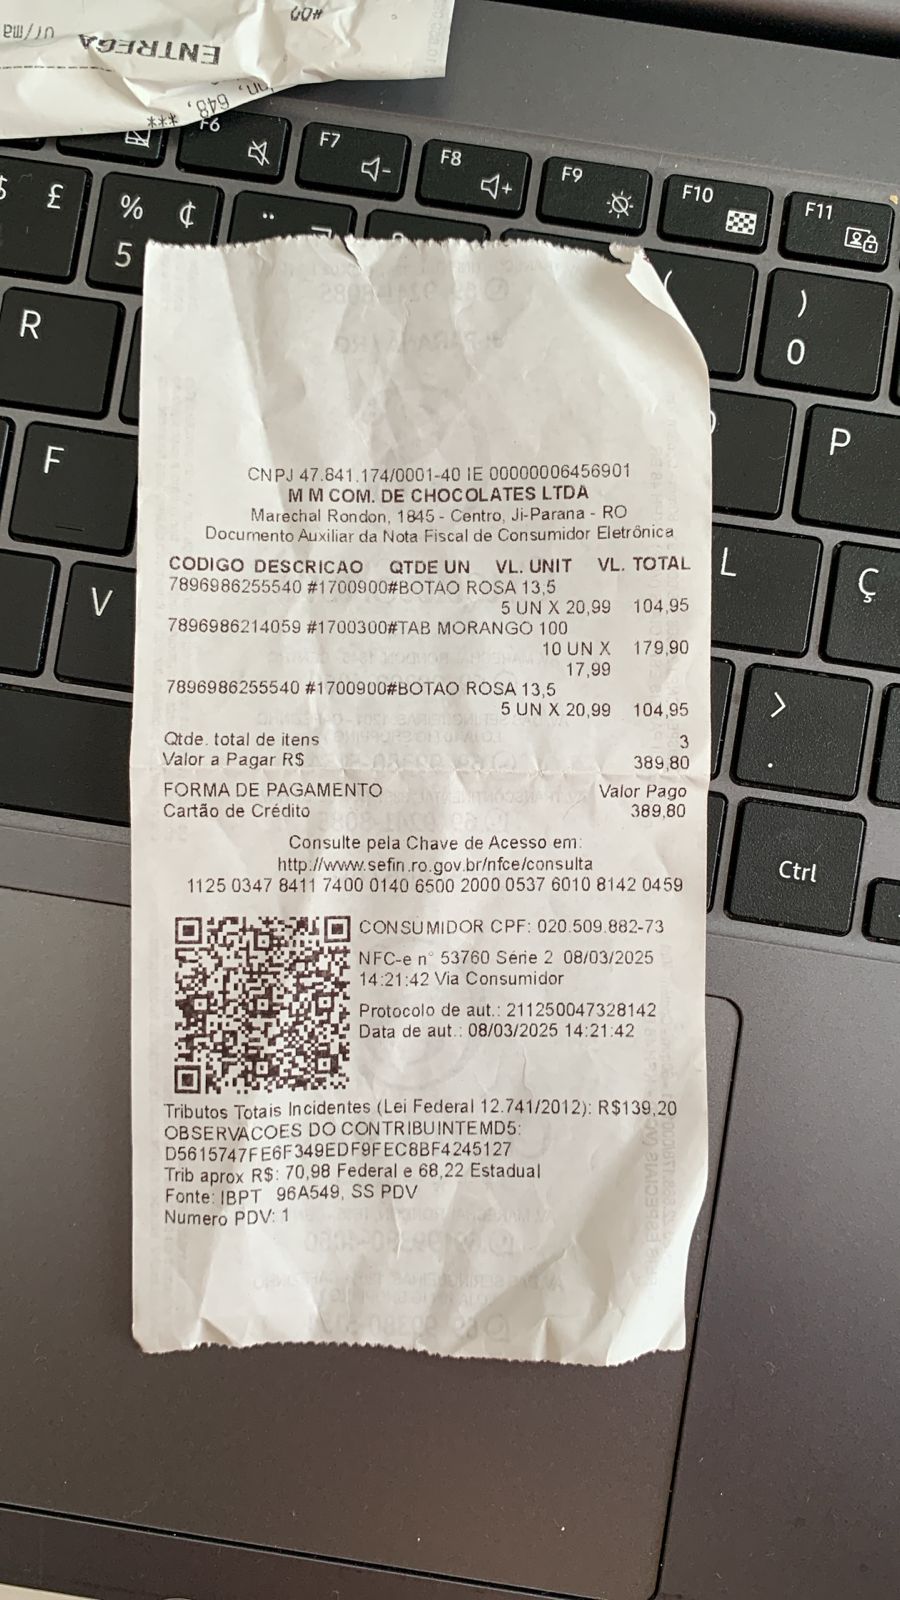 ENTREGA
F6
F7
F8
F9
F10
F11
£
% ¢
5
)
0
R
P
F
L
Ç
V
>
.
Ctrl
CNPJ 47.841.174/0001-40 IE 00000006456901
M M COM. DE CHOCOLATES LTDA
Marechal Rondon, 1845 - Centro, Ji-Parana - RO
Documento Auxiliar da Nota Fiscal de Consumidor Eletrônica
CODIGO DESCRICAO QTDE UN VL. UNIT VL. TOTAL
7896986255540 #1700900#BOTAO ROSA 13,5
5 UN X 20,99 104,95
7896986214059 #1700300#TAB MORANGO 100
10 UN X 179,90
17,99
7896986255540 #1700900#BOTAO ROSA 13,5
5 UN X 20,99 104,95
Qtde. total de itens 3
Valor a Pagar R$ 389,80
FORMA DE PAGAMENTO Valor Pago
Cartão de Crédito 389,80
Consulte pela Chave de Acesso em:
http://www.sefin.ro.gov.br/nfce/consulta
1125 0347 8411 7400 0140 6500 2000 0537 6010 8142 0459
CONSUMIDOR CPF: 020.509.882-73
NFC-e n° 53760 Série 2 08/03/2025
14:21:42 Via Consumidor
Protocolo de aut.: 211250047328142
Data de aut.: 08/03/2025 14:21:42
Tributos Totais Incidentes (Lei Federal 12.741/2012): R$139,20
OBSERVACOES DO CONTRIBUINTEMD5:
D5615747FE6F349EDF9FEC8BF4245127
Trib aprox R$: 70,98 Federal e 68,22 Estadual
Fonte: IBPT 96A549, SS PDV
Numero PDV: 1